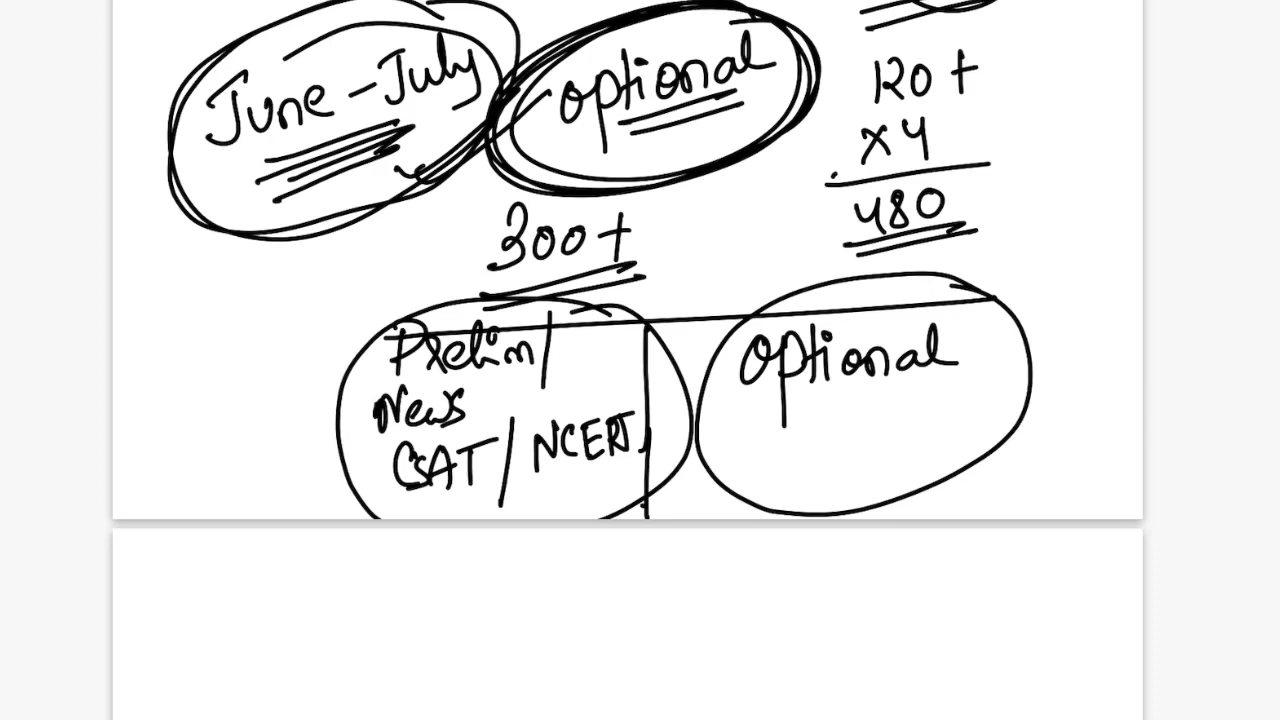 June-July optional
120+
x4
480
300+
Prelim/
News
CSAT/NCERT
optional